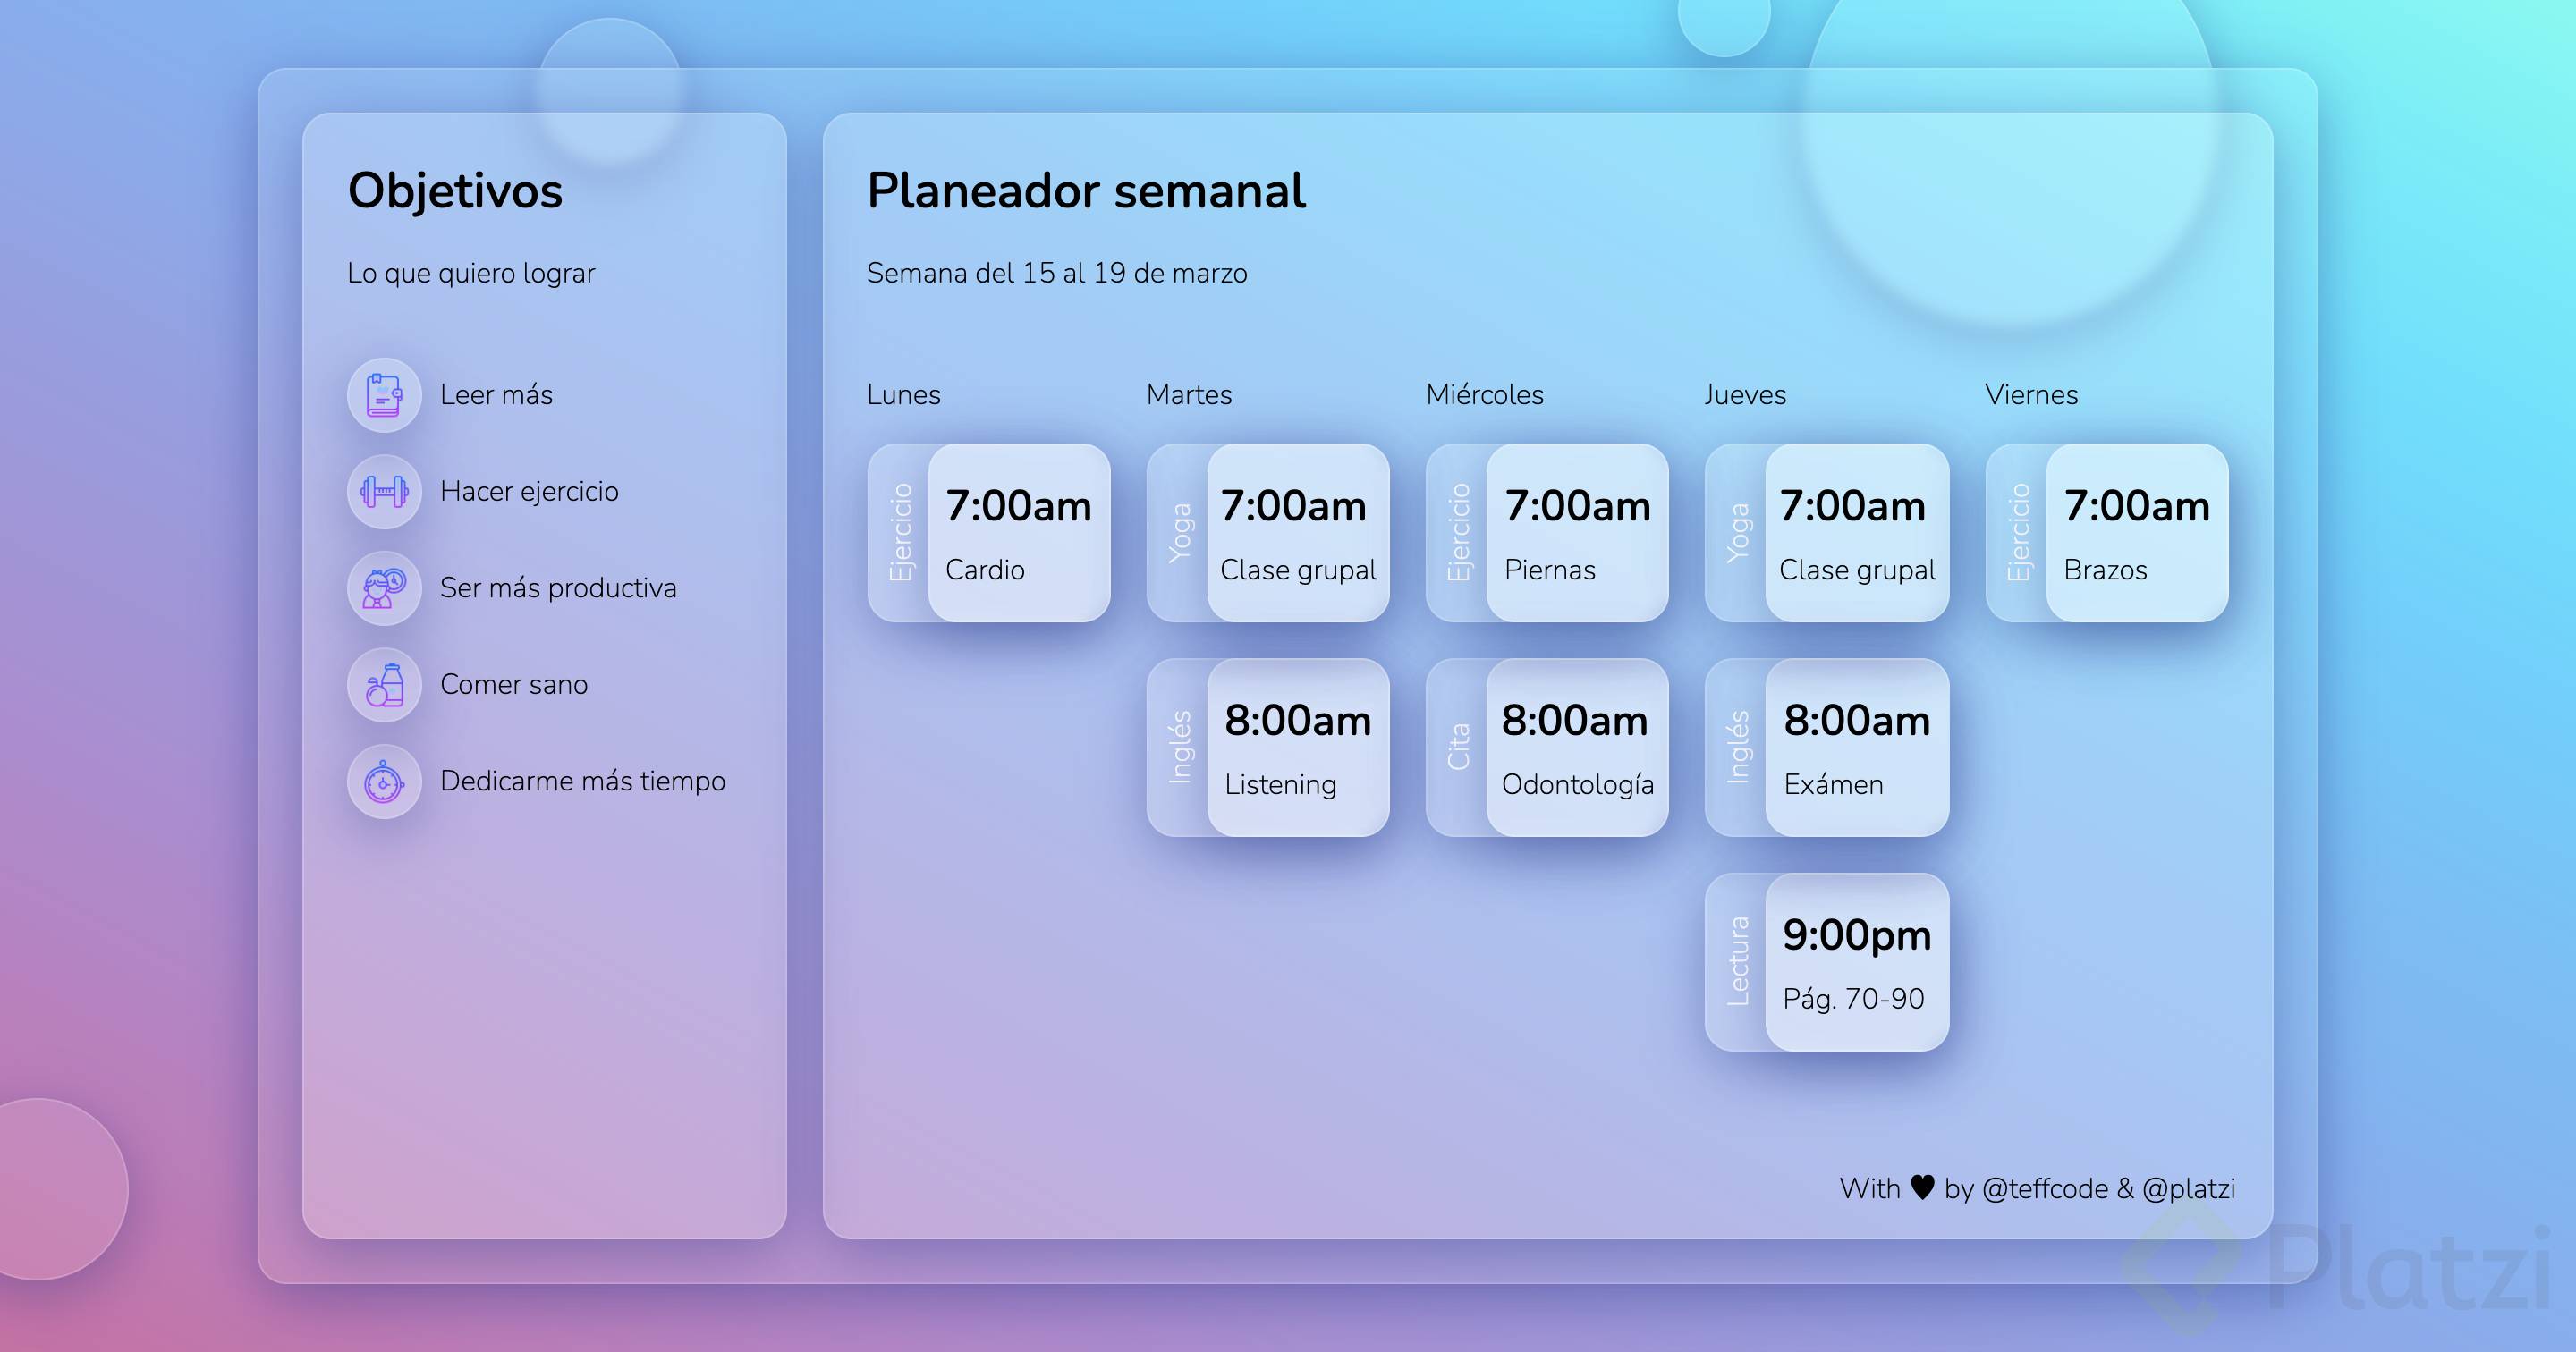 Objetivos
Lo que quiero lograr
Leer más
Hacer ejercicio
Ser más productiva
Comer sano
Dedicarme más tiempo
Planeador semanal
Semana del 15 al 19 de marzo
Lunes
Ejercicio
7:00am
Cardio
Martes
Yoga
7:00am
Clase grupal
Inglés
8:00am
Listening
Miércoles
Ejercicio
7:00am
Piernas
Cita
8:00am
Odontología
Jueves
Yoga
7:00am
Clase grupal
Inglés
8:00am
Exámen
Lectura
9:00pm
Pág. 70-90
Viernes
Ejercicio
7:00am
Brazos
With ♥ by @teffcode & @platzi
Platzi